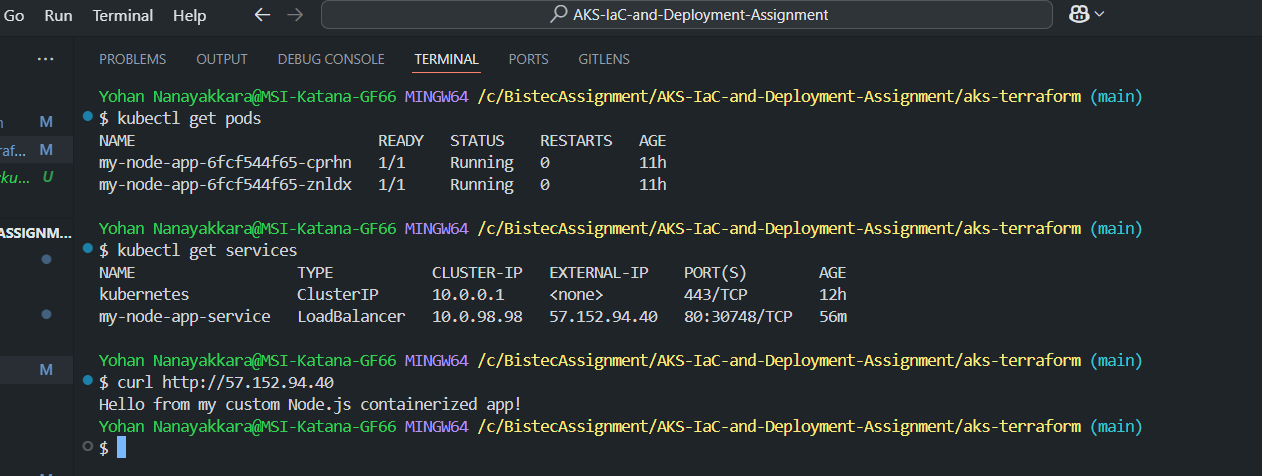 Go Run Terminal Help ← → AKS-IaC-and-Deployment-Assignment
... PROBLEMS OUTPUT DEBUG CONSOLE TERMINAL PORTS GITLENS
Yohan Nanayakkara@MSI-Katana-GF66 MINGW64 /c/BistecAssignment/AKS-IaC-and-Deployment-Assignment/aks-terraform (main)
M
$ kubectl get pods
NAME READY STATUS RESTARTS AGE
raf... M
my-node-app-6fcf544f65-cprhn 1/1 Running 0 11h
ku... U
my-node-app-6fcf544f65-znldx 1/1 Running 0 11h
Yohan Nanayakkara@MSI-Katana-GF66 MINGW64 /c/BistecAssignment/AKS-IaC-and-Deployment-Assignment/aks-terraform (main)
ASSIGNM...
$ kubectl get services
NAME TYPE CLUSTER-IP EXTERNAL-IP PORT(S) AGE
kubernetes ClusterIP 10.0.0.1 <none> 443/TCP 12h
my-node-app-service LoadBalancer 10.0.98.98 57.152.94.40 80:30748/TCP 56m
Yohan Nanayakkara@MSI-Katana-GF66 MINGW64 /c/BistecAssignment/AKS-IaC-and-Deployment-Assignment/aks-terraform (main)
M
$ curl http://57.152.94.40
Hello from my custom Node.js containerized app!
Yohan Nanayakkara@MSI-Katana-GF66 MINGW64 /c/BistecAssignment/AKS-IaC-and-Deployment-Assignment/aks-terraform (main)
$